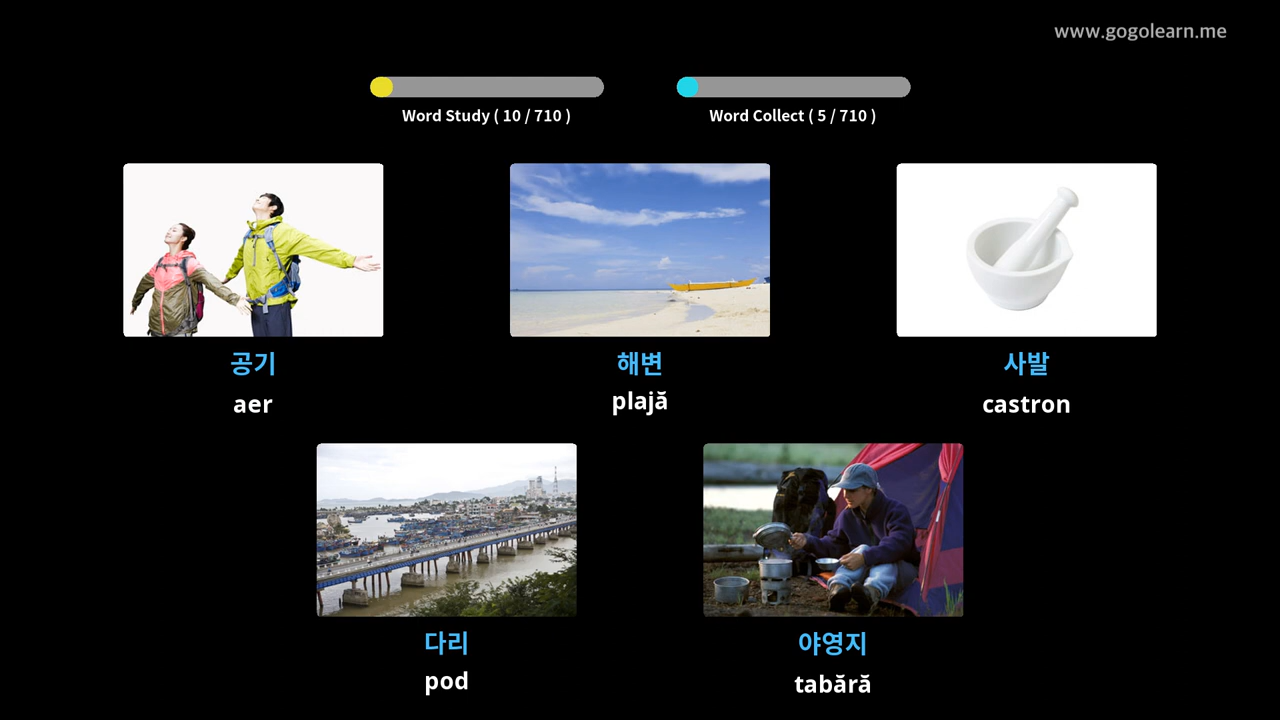 www.gogolearn.me
Word Study ( 10 / 710 )
Word Collect ( 5 / 710 )
공기
aer
해변
plajă
사발
castron
다리
pod
야영지
tabără